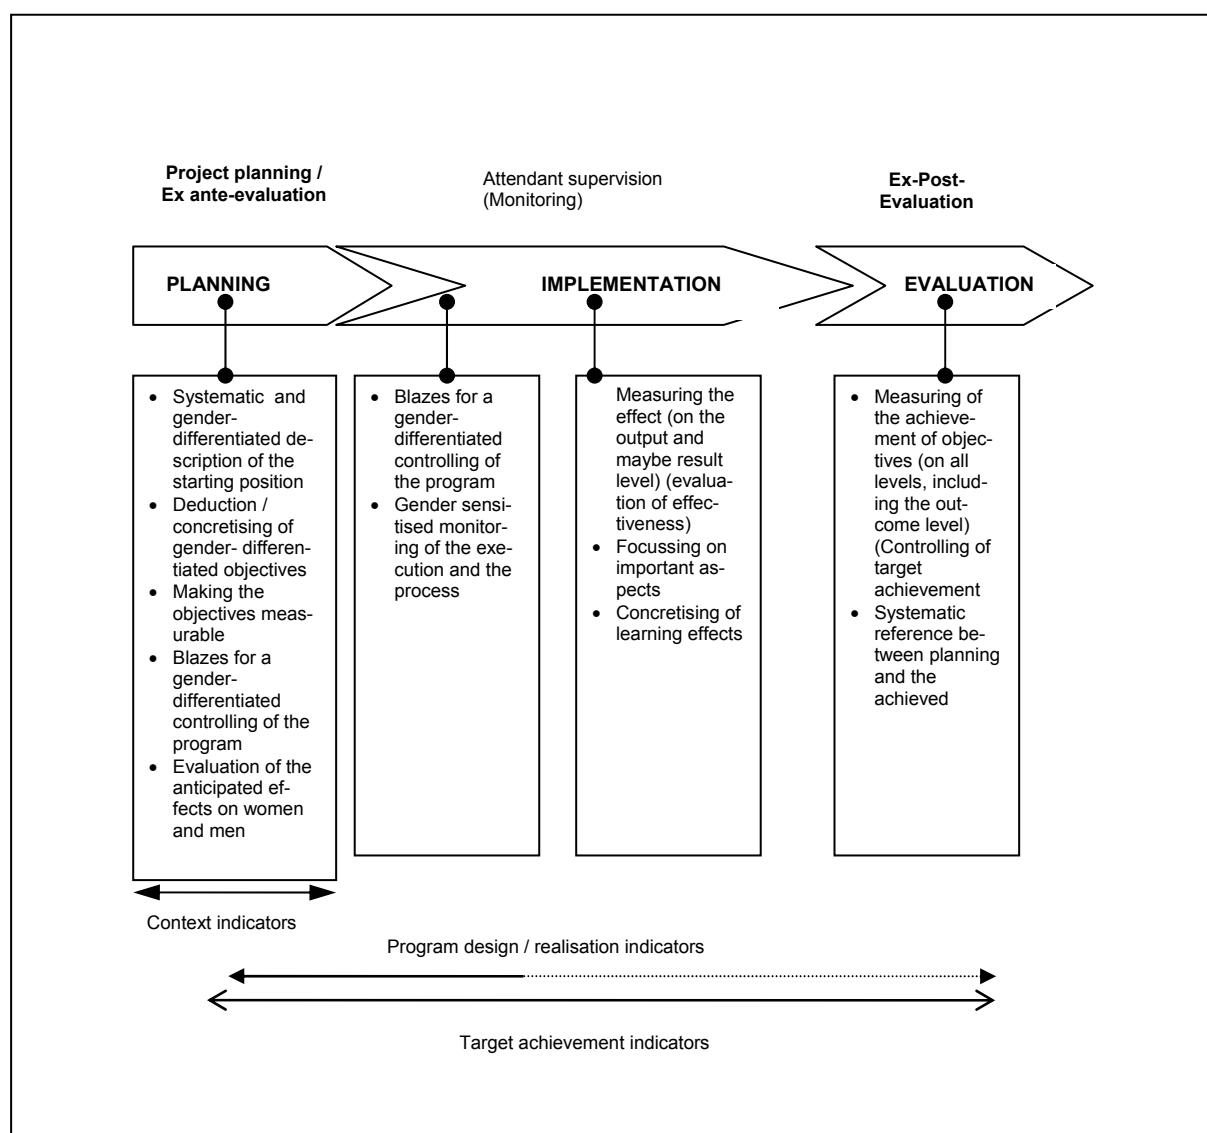 Project planning /
Ex ante-evaluation
Attendant supervision
(Monitoring)
Ex-Post-
Evaluation
PLANNING
IMPLEMENTATION
EVALUATION
• Systematic and
gender-
differentiated de-
scription of the
starting position
• Deduction /
concretising of
gender- differen-
tiated objectives
• Making the
objectives meas-
urable
• Blazes for a
gender-
differentiated
controlling of the
program
• Evaluation of the
anticipated ef-
fects on women
and men
• Blazes for a
gender-
differentiated
controlling of
the program
• Gender sensi-
tised monitor-
ing of the exe-
cution and the
process
Measuring the
effect (on the
output and
maybe result
level) (evalua-
tion of effec-
tiveness)
• Focussing on
important as-
pects
• Concretising of
learning effects
• Measuring of
the achieve-
ment of objec-
tives (on all
levels, includ-
ing the out-
come level)
(Controlling of
target
achievement
• Systematic
reference be-
tween planning
and the
achieved
Context indicators
Program design / realisation indicators
Target achievement indicators